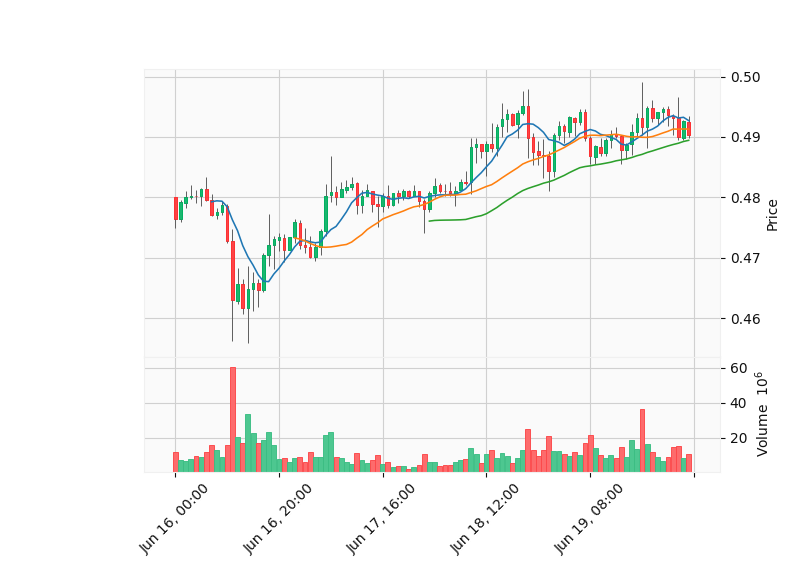 0.50
0.49
0.48
0.47
0.46
Price
60
40
20
Volume 10^6
Jun 16, 00:00
Jun 16, 20:00
Jun 17, 16:00
Jun 18, 12:00
Jun 19, 08:00